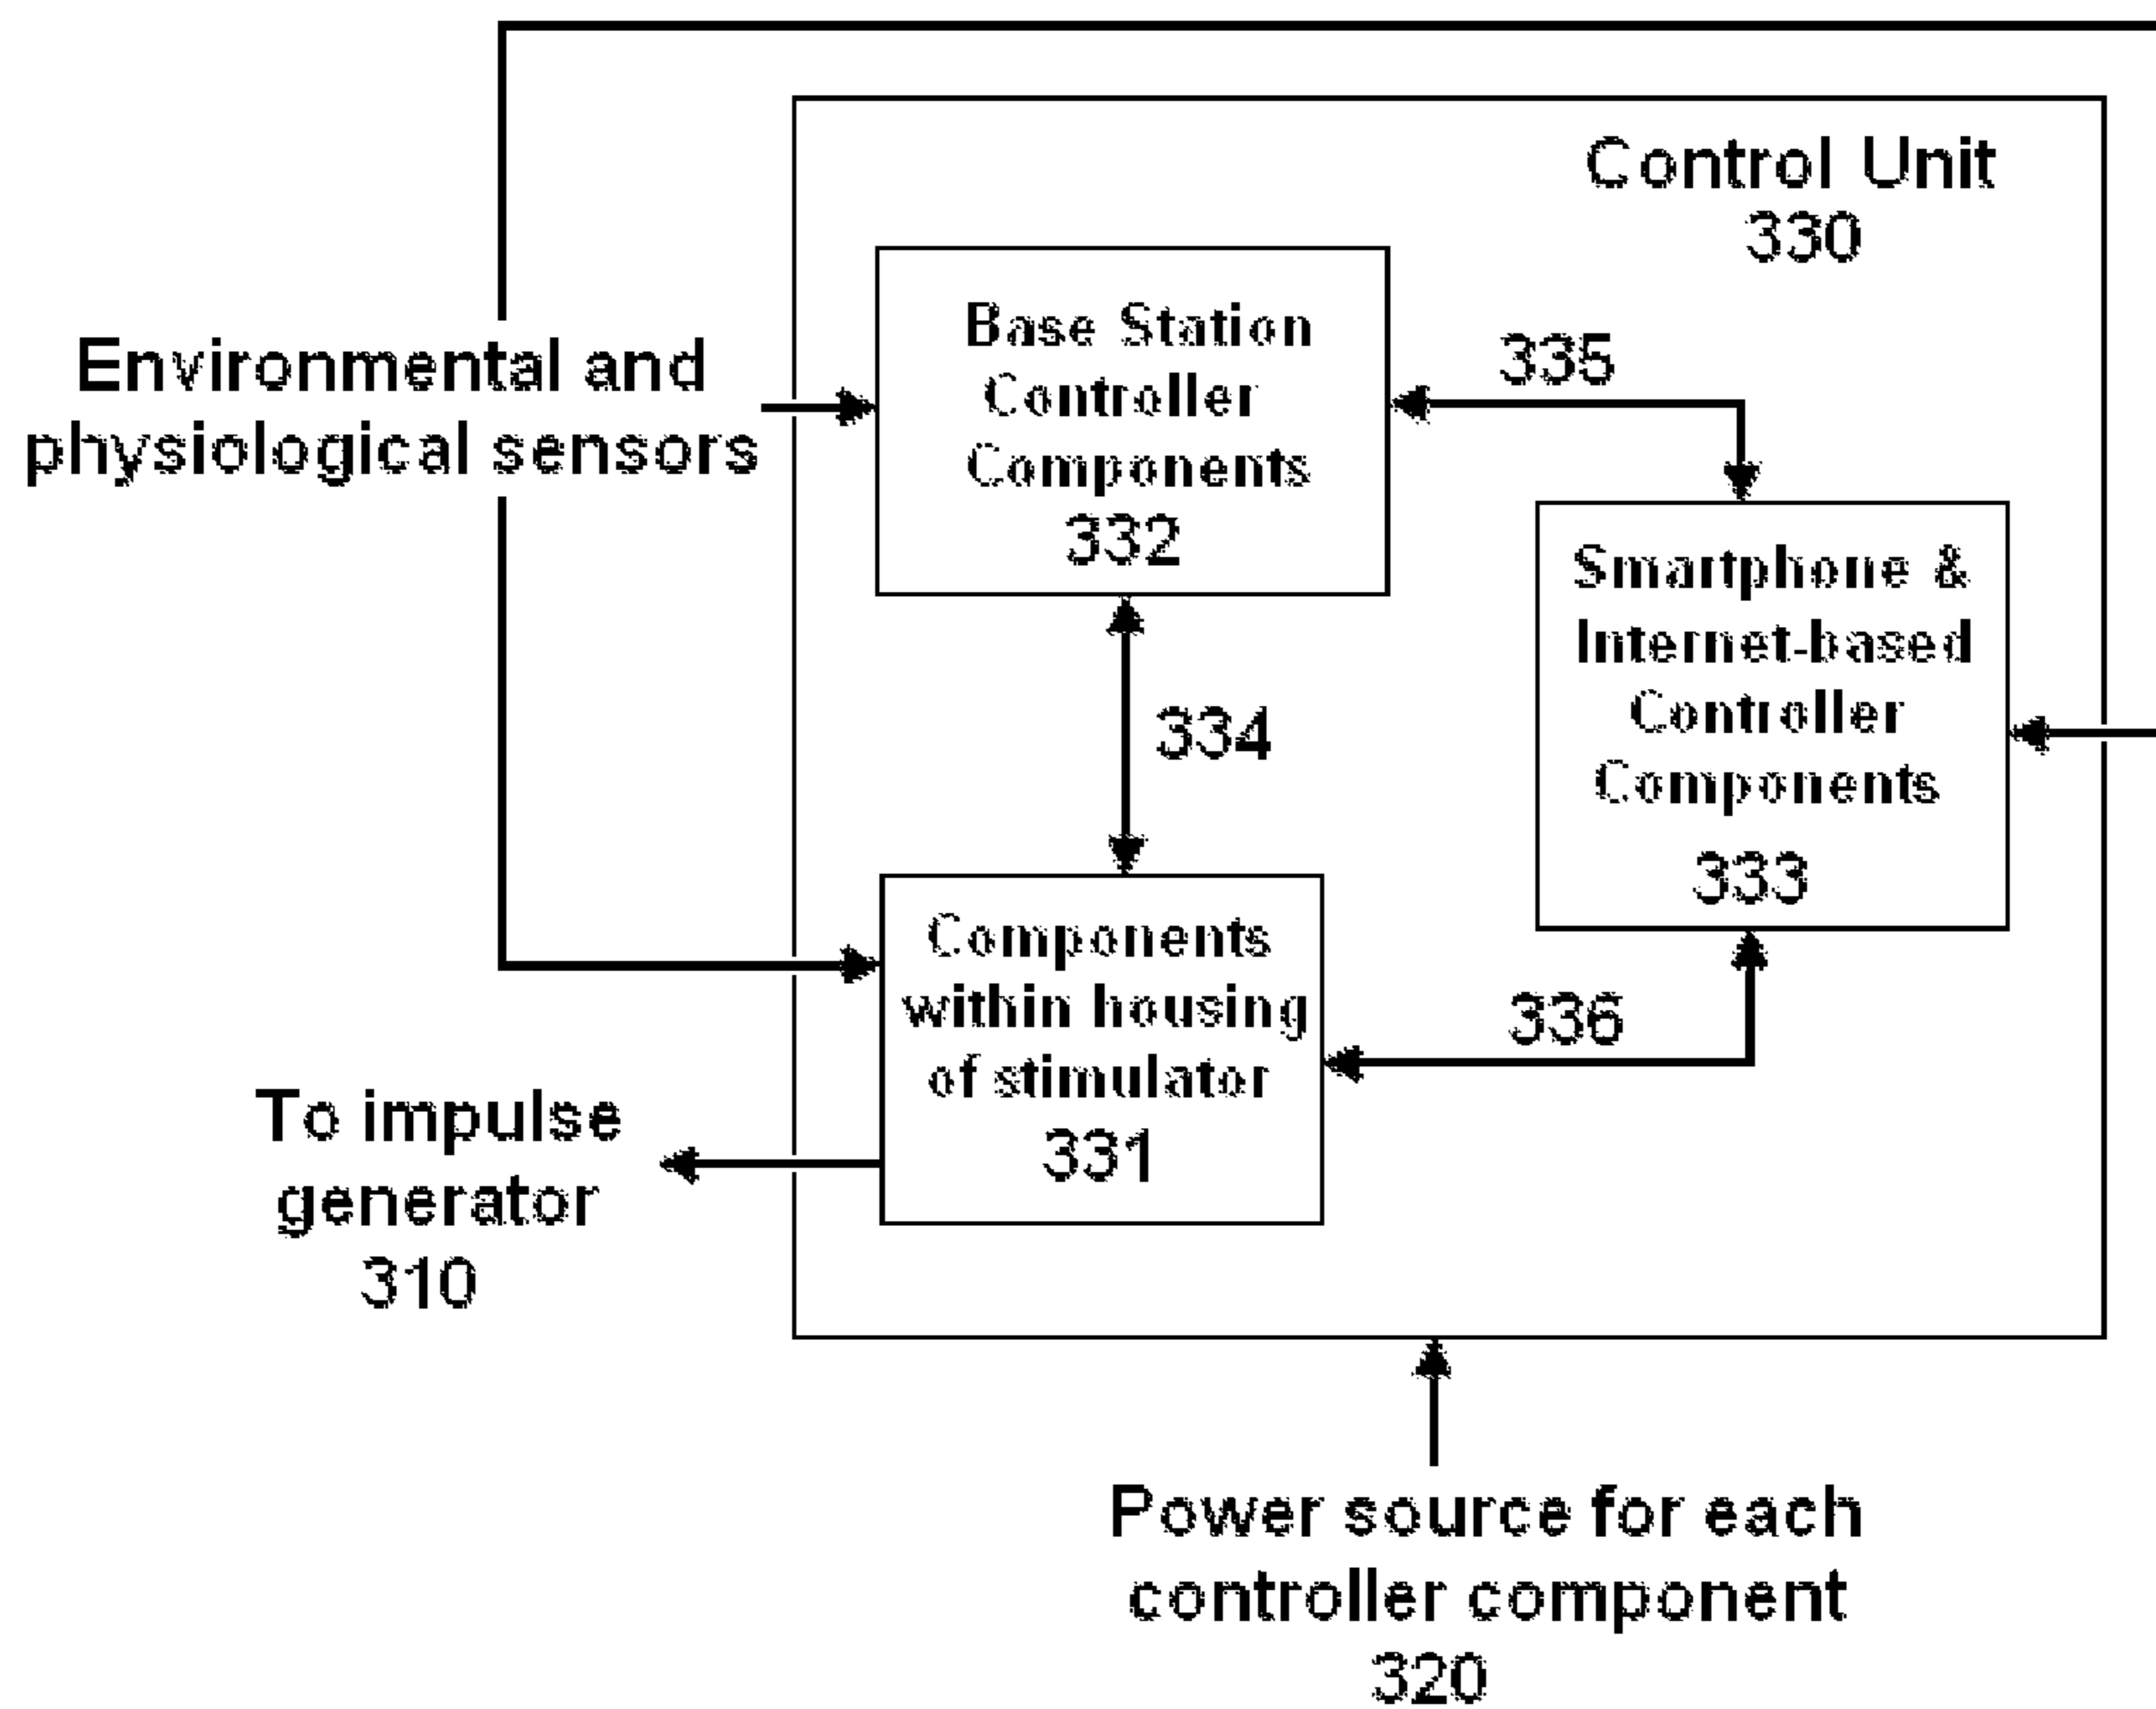 Control Unit
330
Base Station
Controller
Components
332
335
Environmental and
physiological sensors
Smartphone &
Internet-based
Controller
Components
333
334
Components
within housing
of stimulator
331
336
To impulse
generator
310
Power source for each
controller component
320